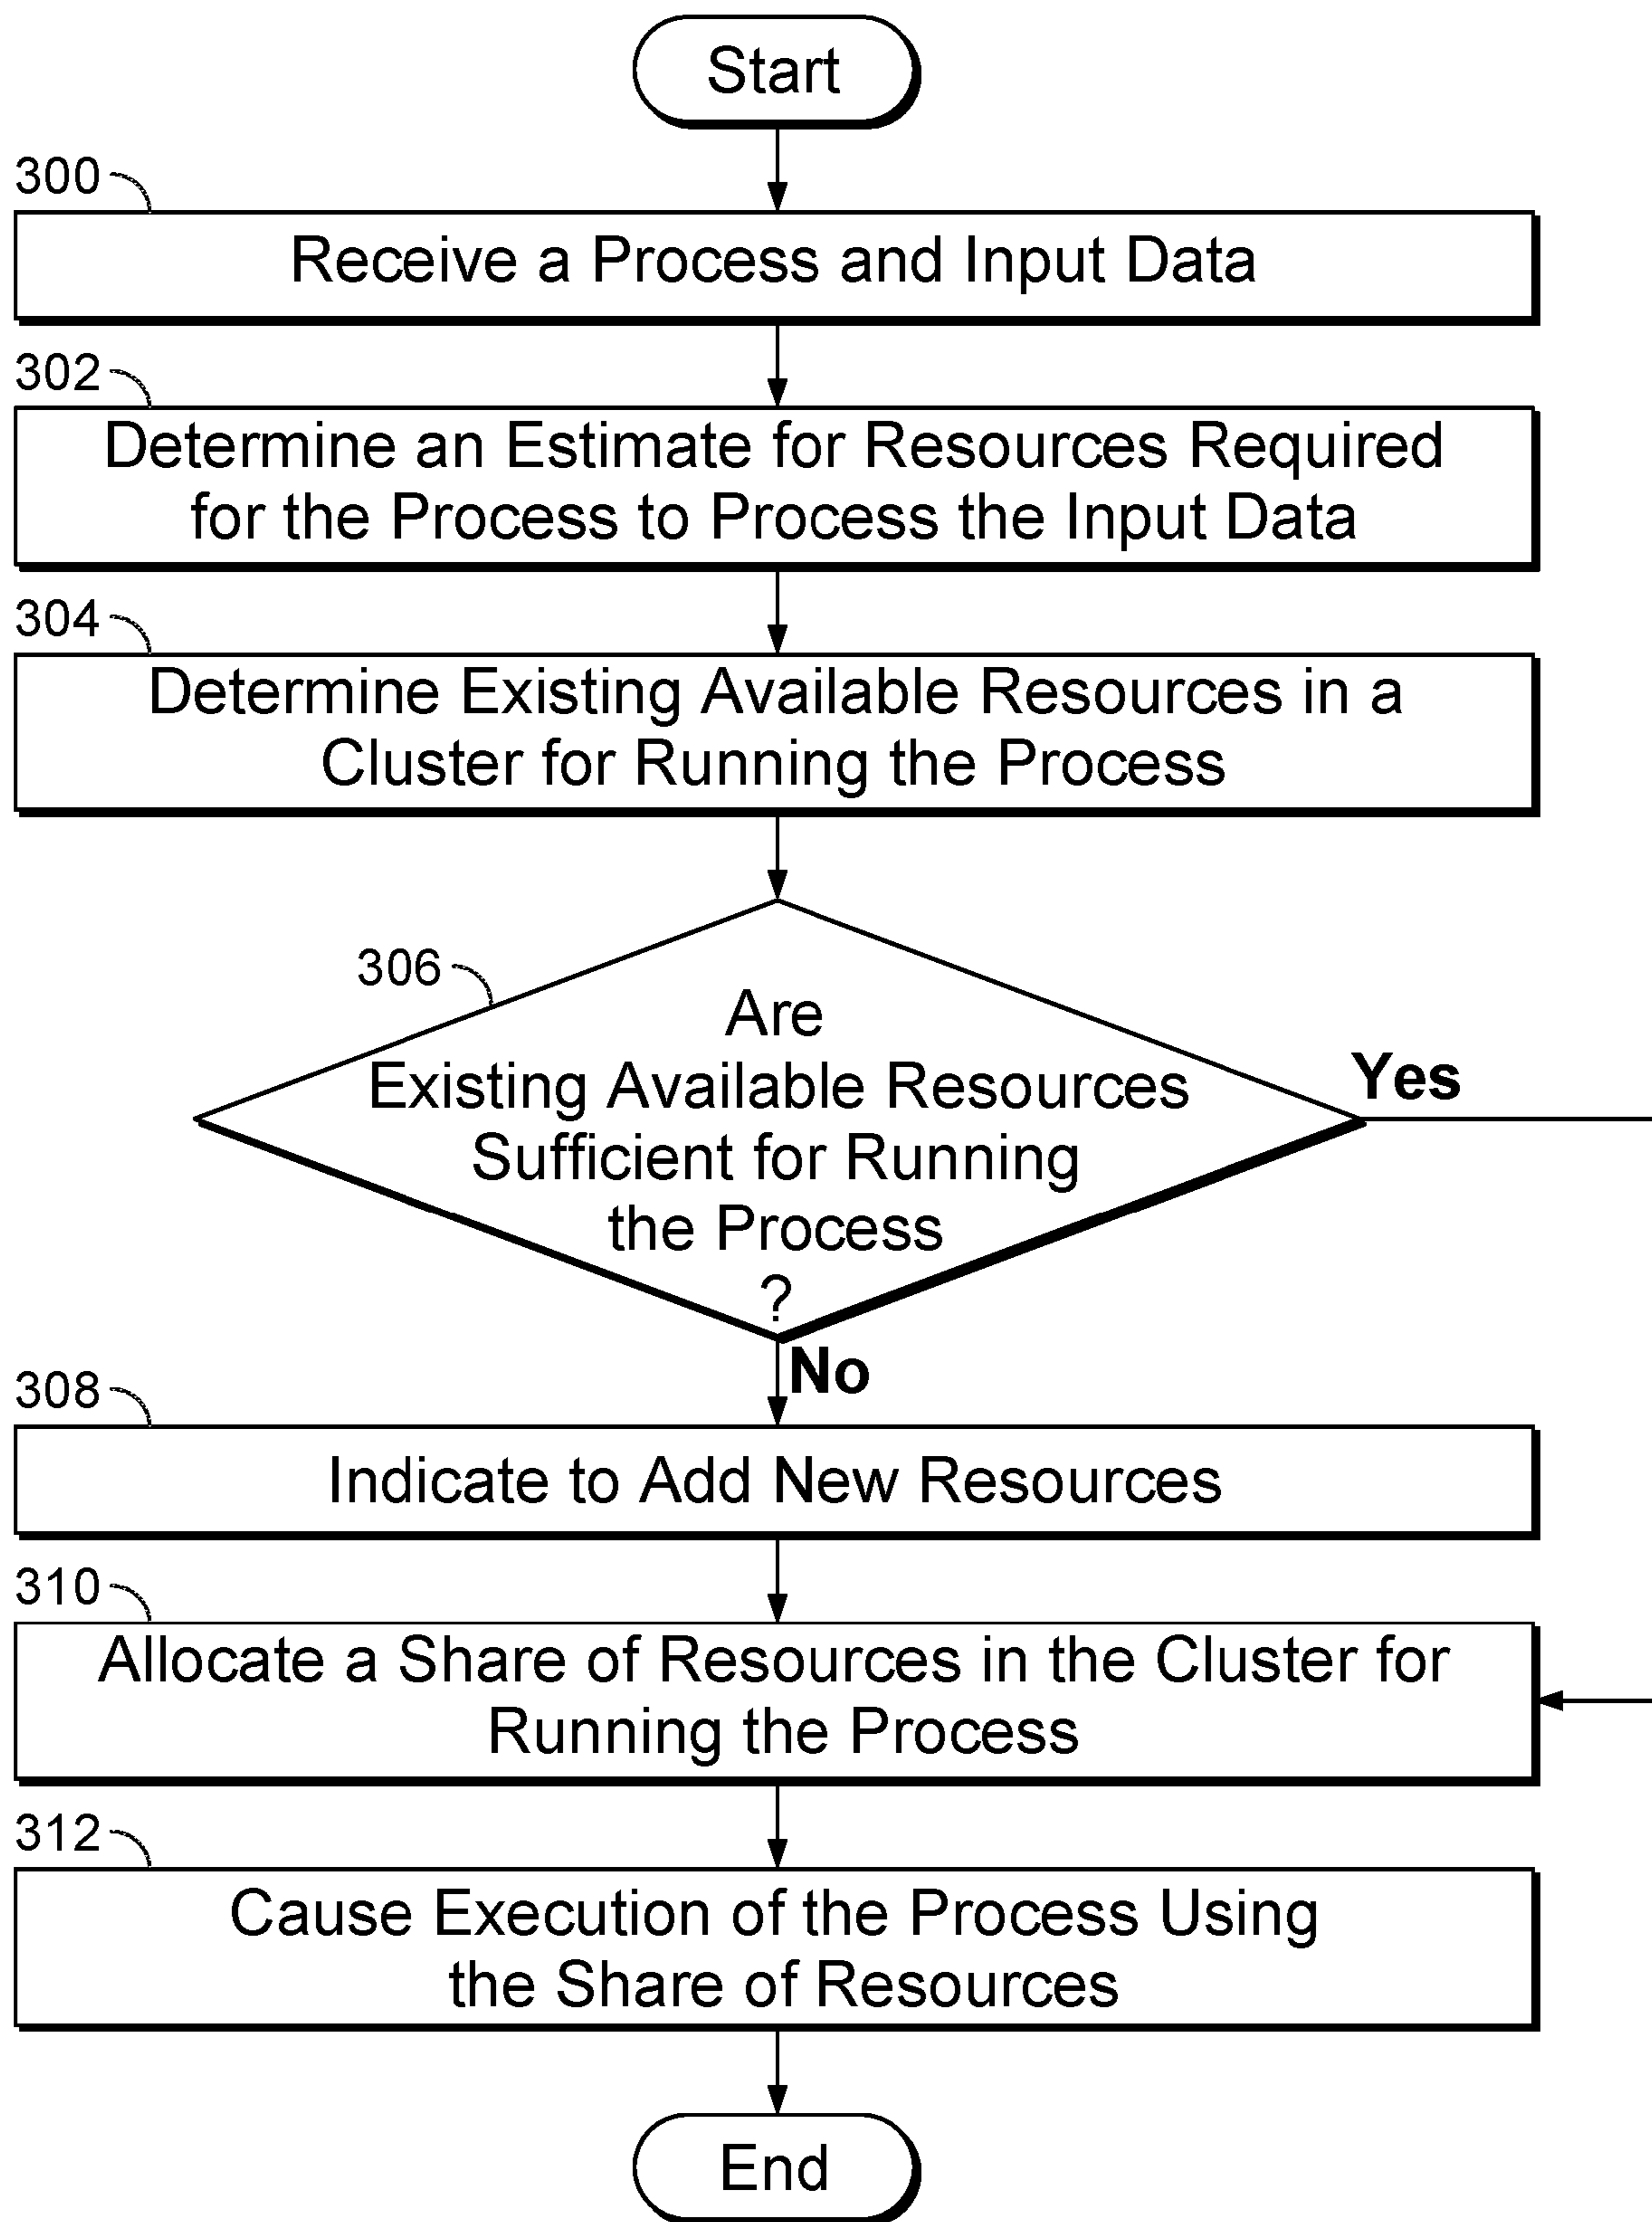 Start
300
Receive a Process and Input Data
302
Determine an Estimate for Resources Required
for the Process to Process the Input Data
304
Determine Existing Available Resources in a
Cluster for Running the Process
306
Are
Existing Available Resources
Sufficient for Running
the Process
?
Yes
No
308
Indicate to Add New Resources
310
Allocate a Share of Resources in the Cluster for
Running the Process
312
Cause Execution of the Process Using
the Share of Resources
End